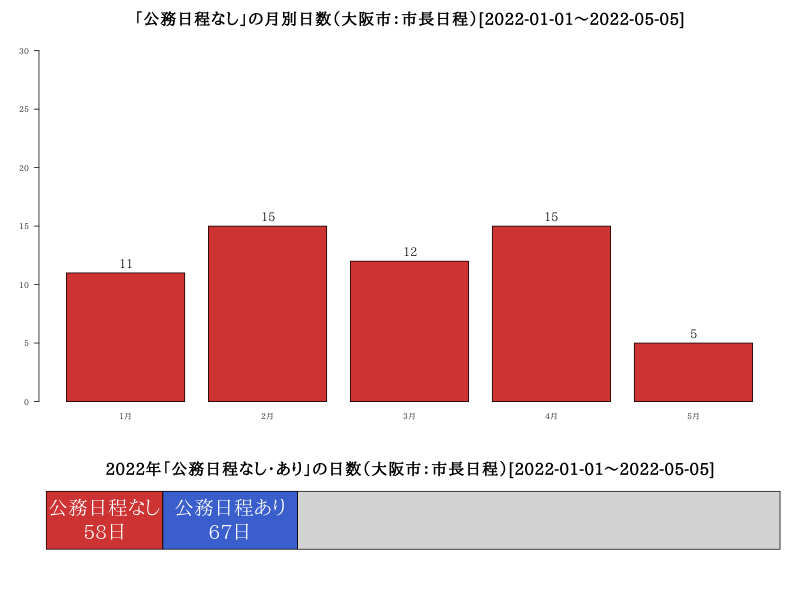 「公務日程なし」の月別日数(大阪市:市長日程)[2022-01-01～2022-05-05]
30
25
20
15
10
5
0
11
15
12
15
5
1月
2月
3月
4月
5月
2022年「公務日程なし・あり」の日数(大阪市:市長日程)[2022-01-01～2022-05-05]
公務日程なし
58日
公務日程あり
67日